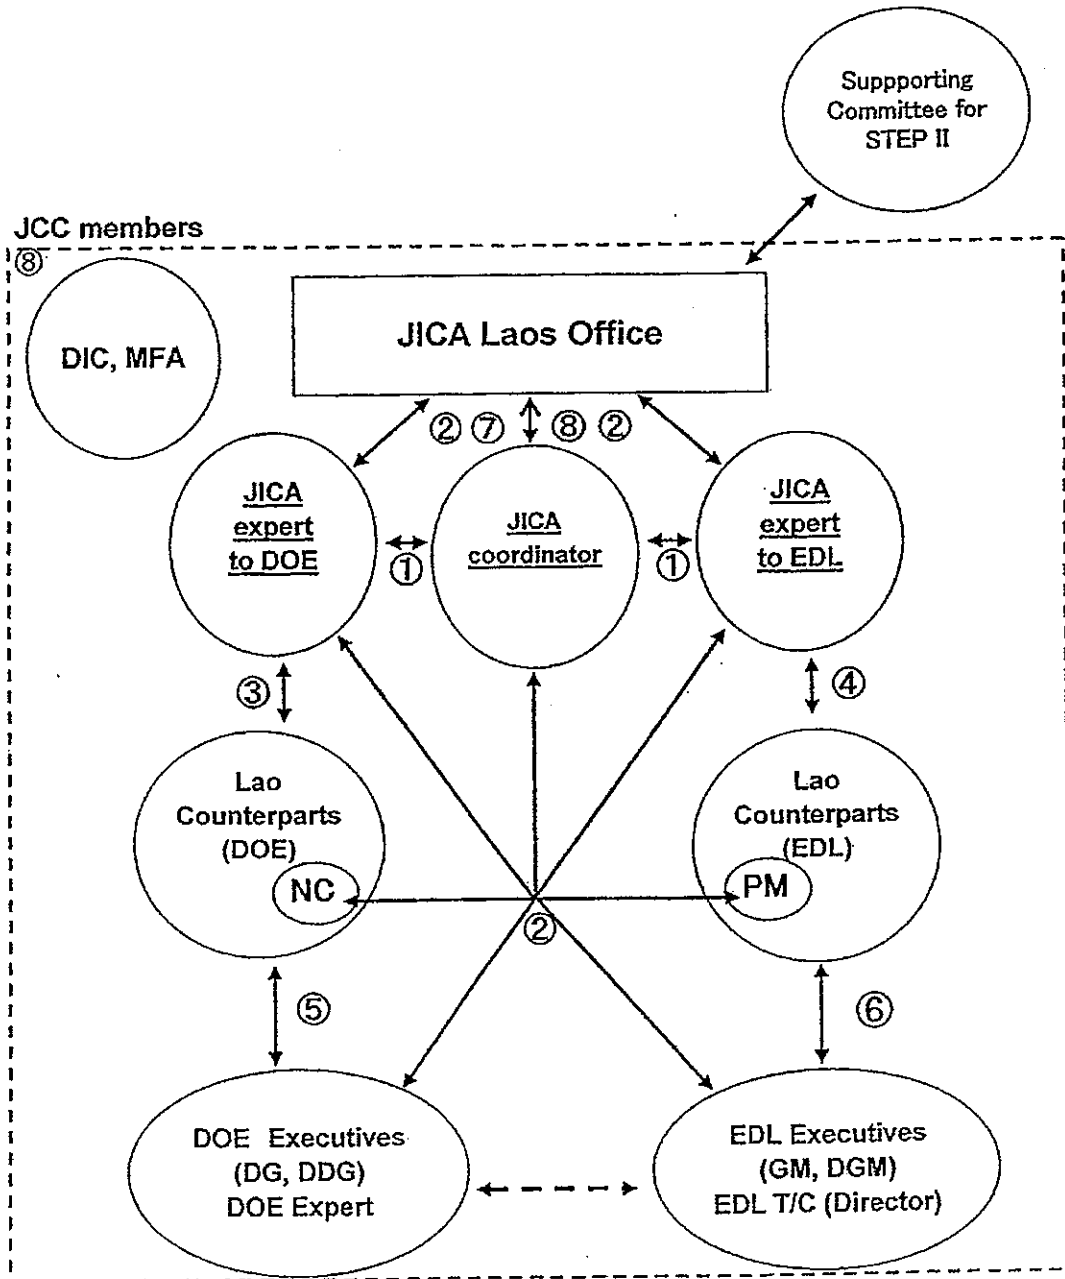 Suppporting
Committee for
STEP II
JCC members
⑧
DIC, MFA
JICA Laos Office
② ⑦ ⑧ ②
JICA
expert
to DOE
JICA
coordinator
JICA
expert
to EDL
① ①
③ ④
Lao
Counterparts
(DOE)
NC
Lao
Counterparts
(EDL)
PM
②
⑤ ⑥
DOE Executives
(DG, DDG)
DOE Expert
EDL Executives
(GM, DGM)
EDL T/C (Director)